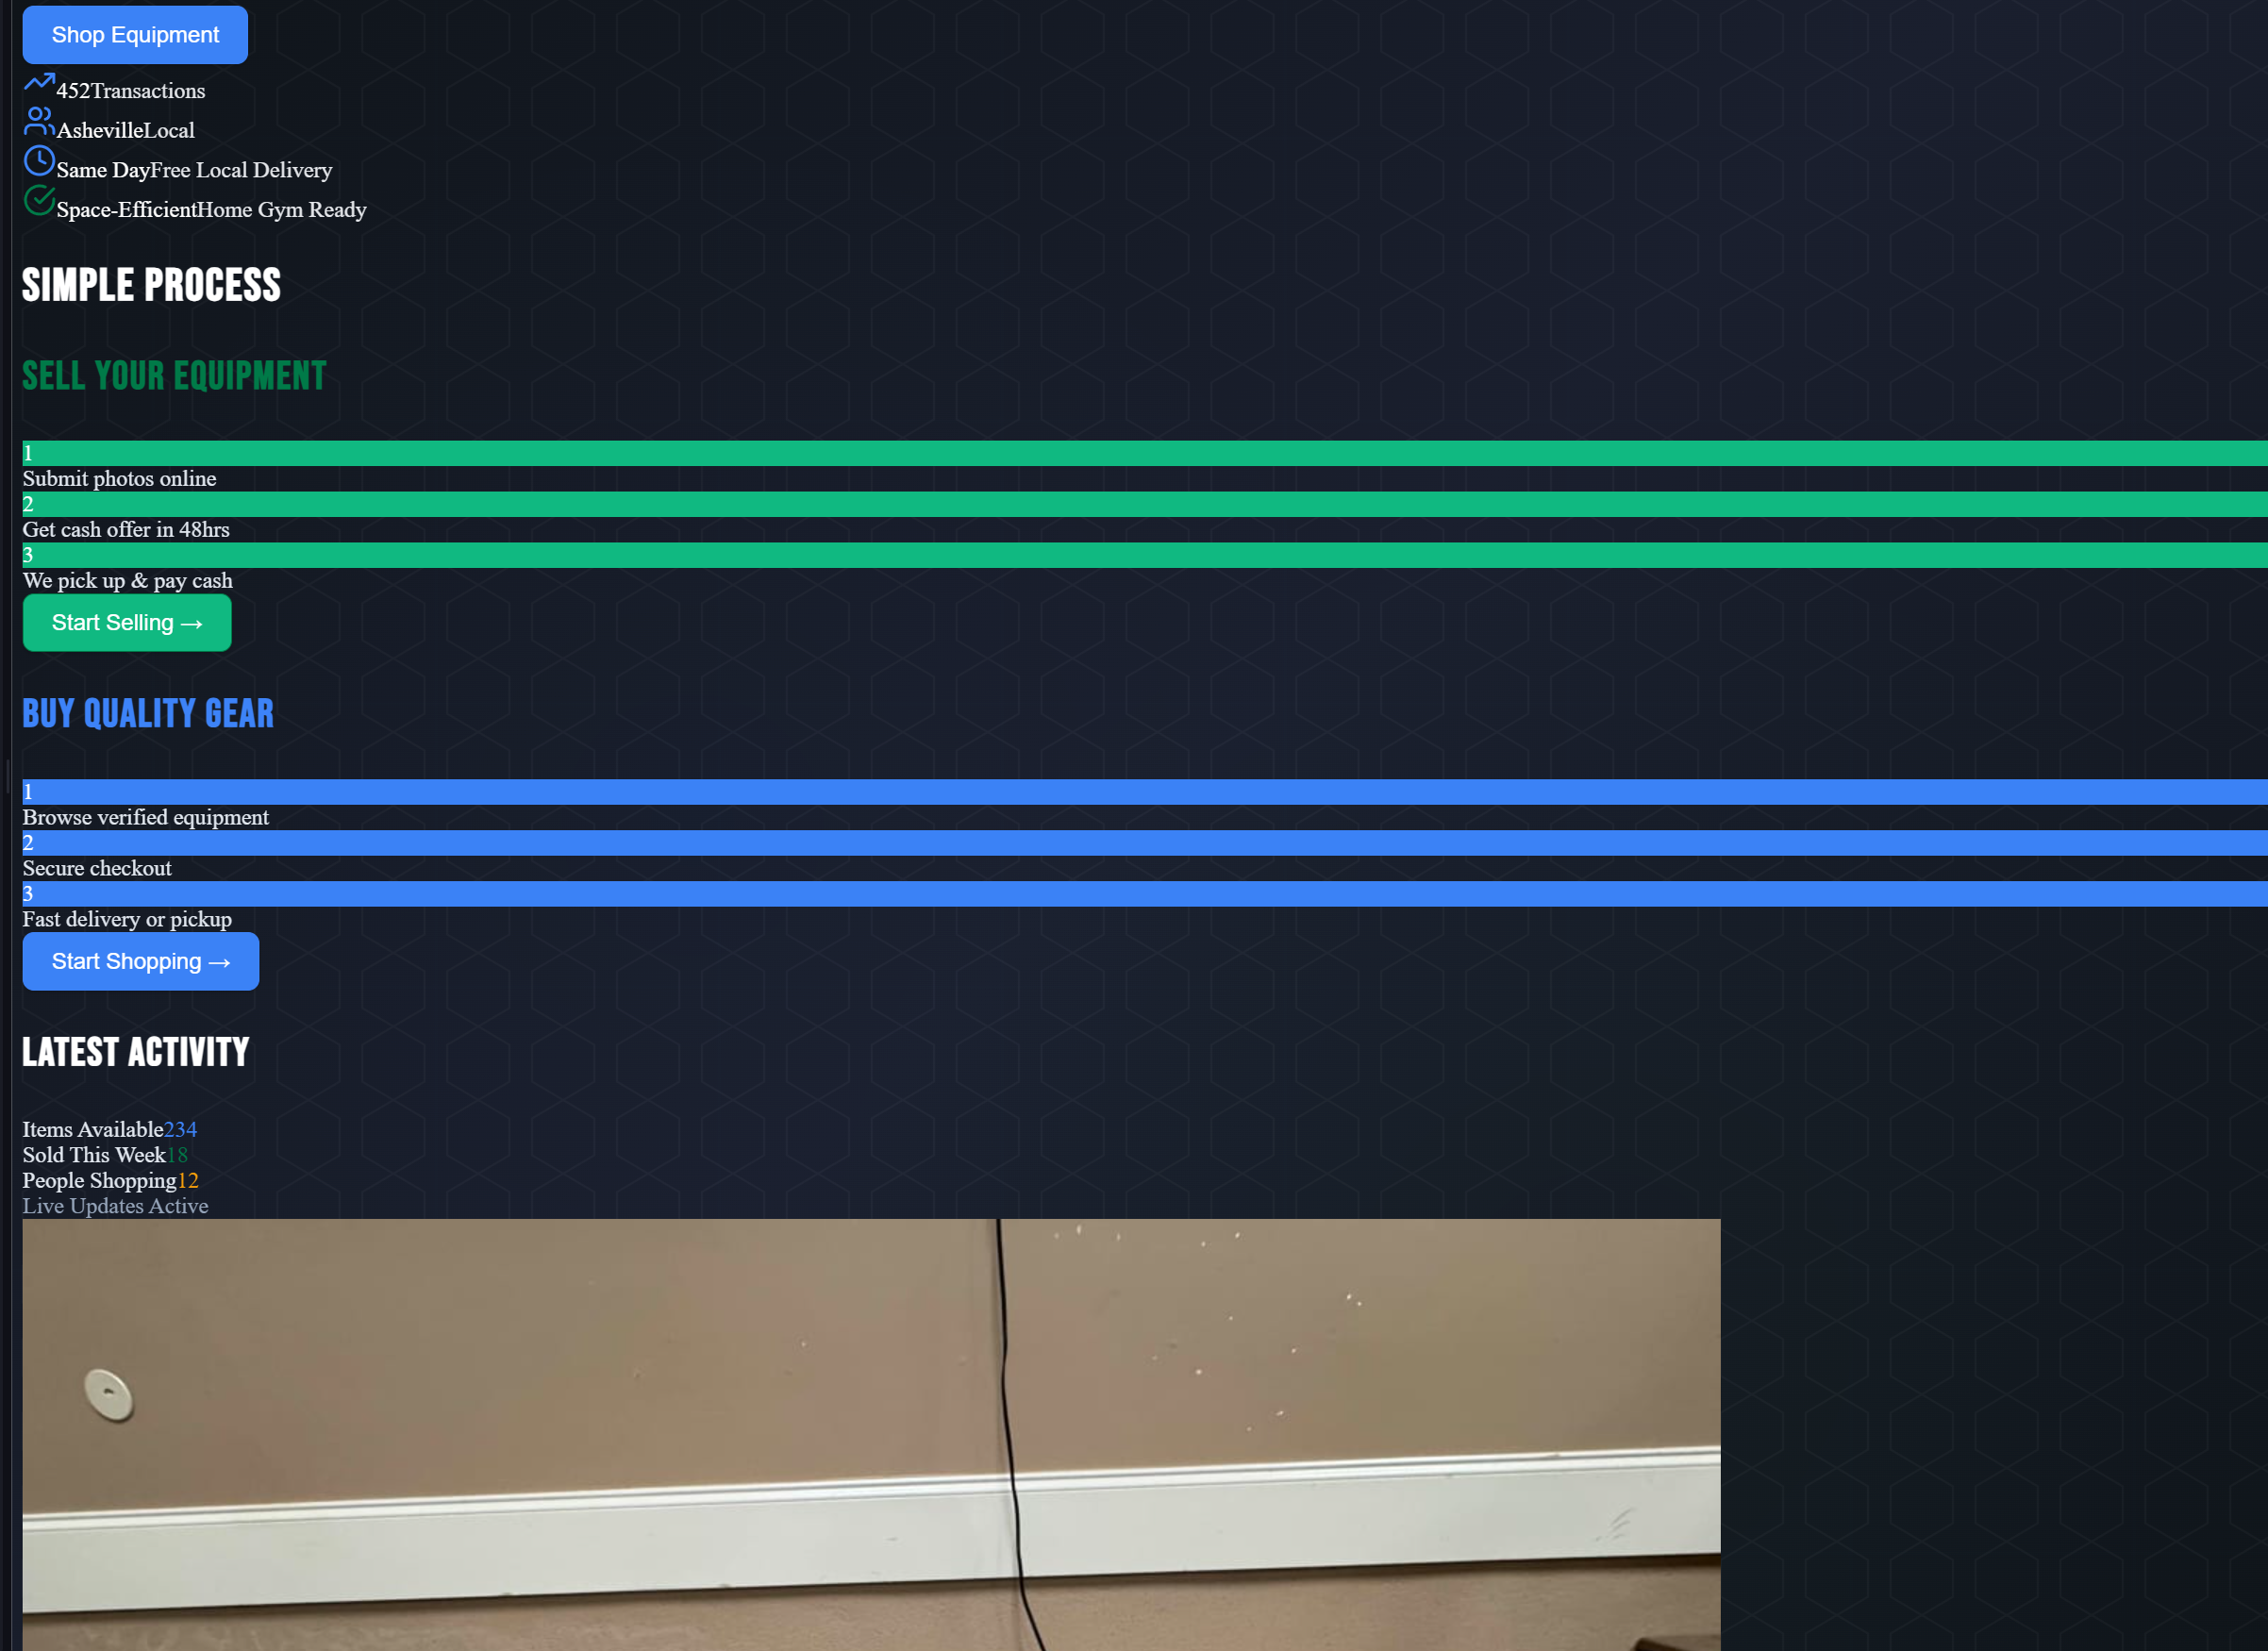 Shop Equipment
452Transactions
AshevilleLocal
Same DayFree Local Delivery
Space-EfficientHome Gym Ready
SIMPLE PROCESS
SELL YOUR EQUIPMENT
1
Submit photos online
2
Get cash offer in 48hrs
3
We pick up & pay cash
Start Selling →
BUY QUALITY GEAR
1
Browse verified equipment
2
Secure checkout
3
Fast delivery or pickup
Start Shopping →
LATEST ACTIVITY
Items Available234
Sold This Week18
People Shopping12
Live Updates Active